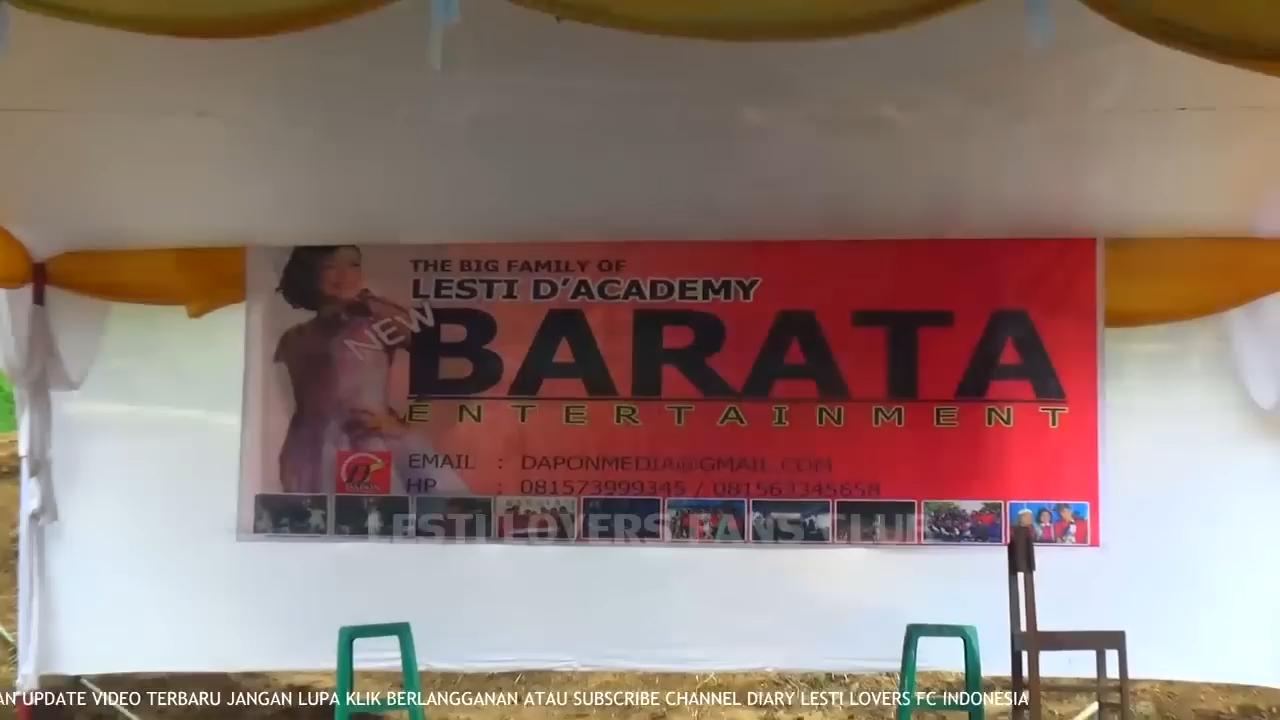 THE BIG FAMILY OF
LESTI D'ACADEMY
NEW
BARATA
ENTERTAINMENT
EMAIL : DAPONMEDIA@GMAIL.COM
HP : 081573999345 / 081563345658
DAPON
LESTI LOVERS FANS CLUB
AN UPDATE VIDEO TERBARU JANGAN LUPA KLIK BERLANGGANAN ATAU SUBSCRIBE CHANNEL DIARY LESTI LOVERS FC INDONESIA